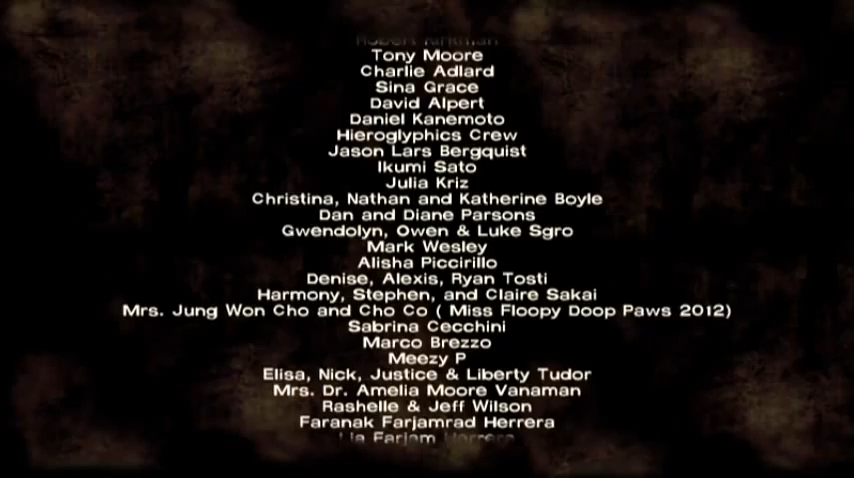 Robert Kirkman
Tony Moore
Charlie Adlard
Sina Grace
David Alpert
Daniel Kanemoto
Hieroglyphics Crew
Jason Lars Bergquist
Ikumi Sato
Julia Kriz
Christina, Nathan and Katherine Boyle
Dan and Diane Parsons
Gwendolyn, Owen & Luke Sgro
Mark Wesley
Alisha Piccirillo
Denise, Alexis, Ryan Tosti
Harmony, Stephen, and Claire Sakai
Mrs. Jung Won Cho and Cho Co ( Miss Floopy Doop Paws 2012)
Sabrina Cecchini
Marco Brezzo
Meezy P
Elisa, Nick, Justice & Liberty Tudor
Mrs. Dr. Amelia Moore Vanaman
Rashelle & Jeff Wilson
Faranak Farjamrad Herrera
Farjam Herrera